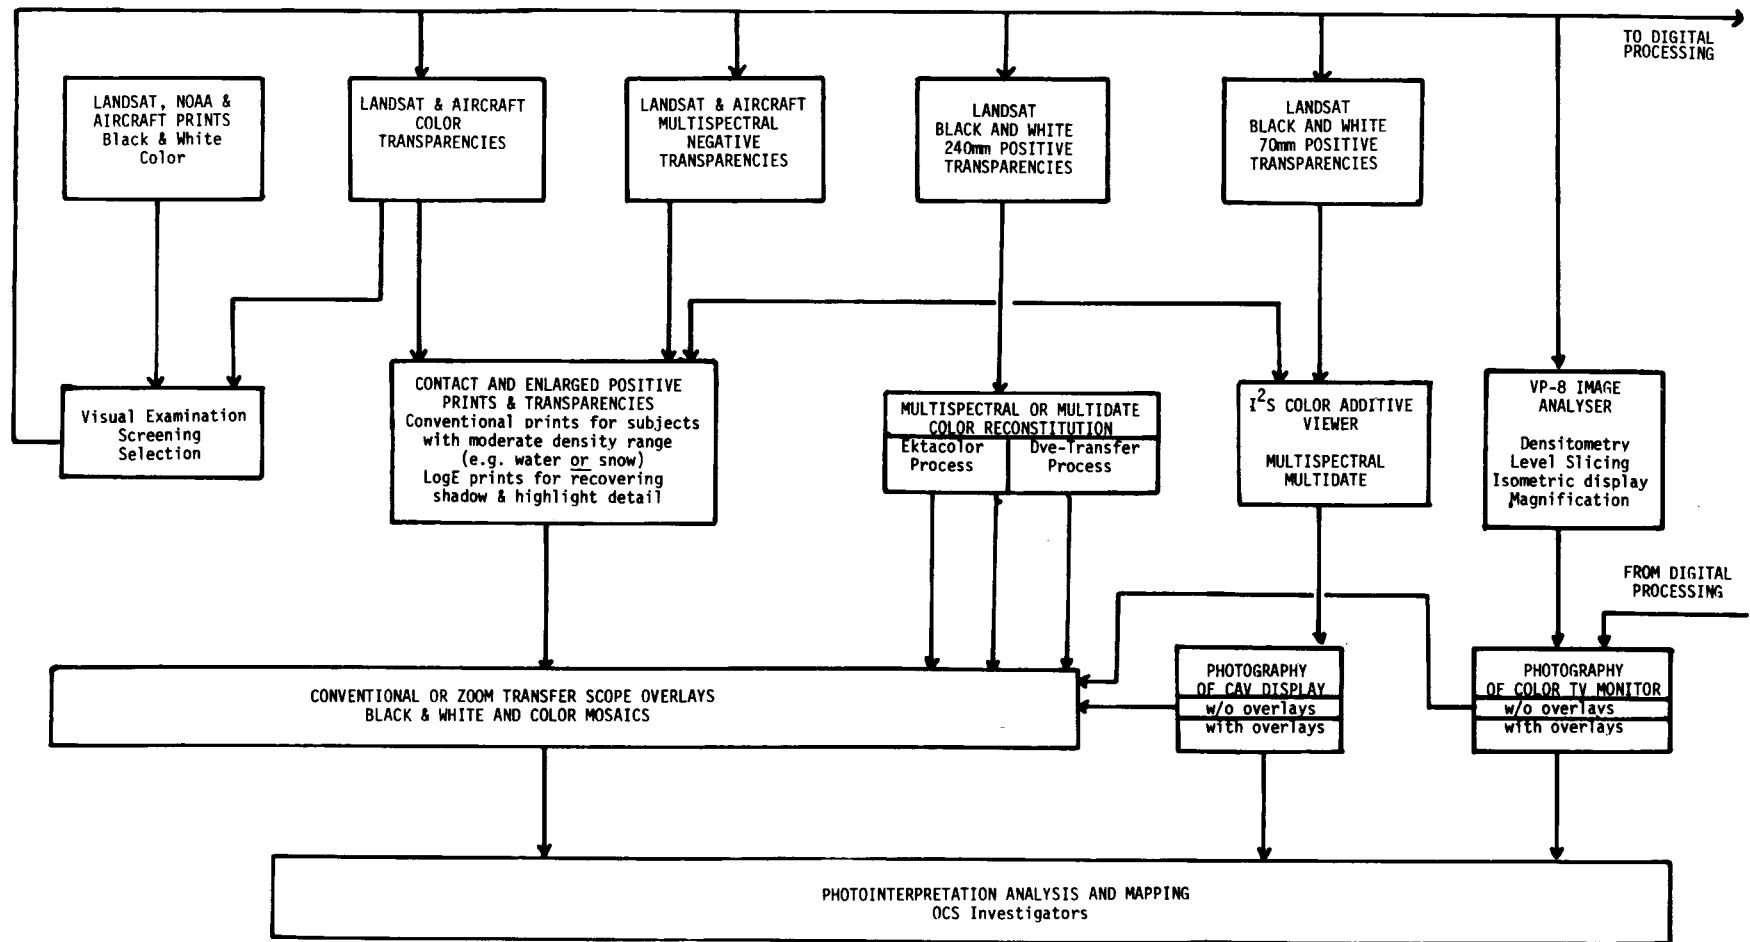 TO DIGITAL
PROCESSING
LANDSAT, NOAA &
AIRCRAFT PRINTS
Black & White
Color
LANDSAT & AIRCRAFT
COLOR
TRANSPARENCIES
LANDSAT & AIRCRAFT
MULTISPECTRAL
NEGATIVE
TRANSPARENCIES
LANDSAT
BLACK AND WHITE
240mm POSITIVE
TRANSPARENCIES
LANDSAT
BLACK AND WHITE
70mm POSITIVE
TRANSPARENCIES
Visual Examination
Screening
Selection
CONTACT AND ENLARGED POSITIVE
PRINTS & TRANSPARENCIES
Conventional prints for subjects
with moderate density range
(e.g. water or snow)
LogE prints for recovering
shadow & highlight detail
MULTISPECTRAL OR MULTIDATE
COLOR RECONSTITUTION
Ektacolor
Process
Dye-Transfer
Process
I²S COLOR ADDITIVE
VIEWER
MULTISPECTRAL
MULTIDATE
VP-8 IMAGE
ANALYSER
Densitometry
Level Slicing
Isometric display
Magnification
FROM DIGITAL
PROCESSING
CONVENTIONAL OR ZOOM TRANSFER SCOPE OVERLAYS
BLACK & WHITE AND COLOR MOSAICS
PHOTOGRAPHY
OF CAV DISPLAY
w/o overlays
with overlays
PHOTOGRAPHY
OF COLOR TV MONITOR
w/o overlays
with overlays
PHOTOINTERPRETATION ANALYSIS AND MAPPING
OCS Investigators